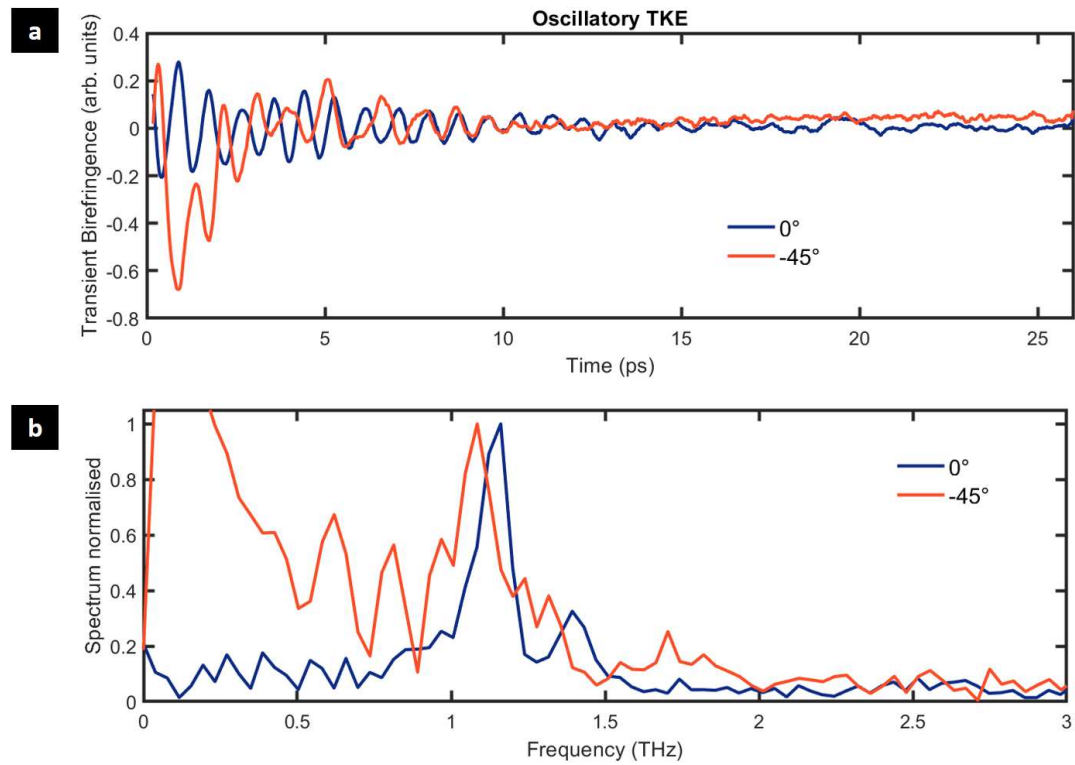 a
Oscillatory TKE
Transient Birefringence (arb. units)
0.4
0.2
0
-0.2
-0.4
-0.6
-0.8
0°
-45°
0 5 10 15 20 25
Time (ps)
b
Spectrum normalised
1
0.8
0.6
0.4
0.2
0
0°
-45°
0 0.5 1 1.5 2 2.5 3
Frequency (THz)